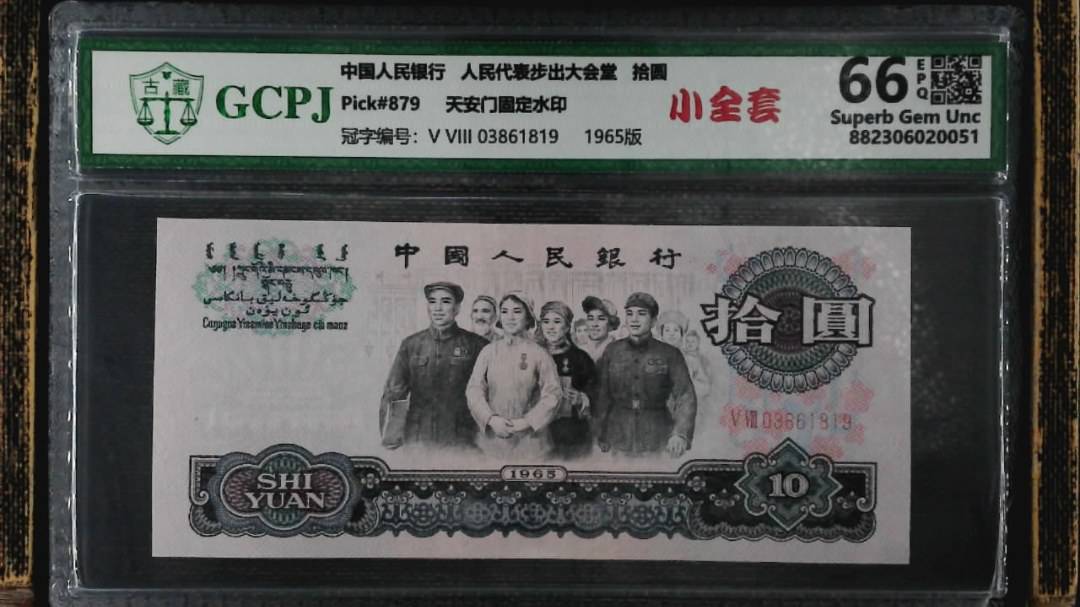 古藏
GCPJ
中国人民银行 人民代表步出大会堂 拾圆
Pick#879 天安门固定水印
冠字编号: V VIII 03861819 1965版
小全套
66 EPQ
Superb Gem Unc
882306020051
中國人民銀行
拾圓
V VIII 03861819
1965
SHI
YUAN
10